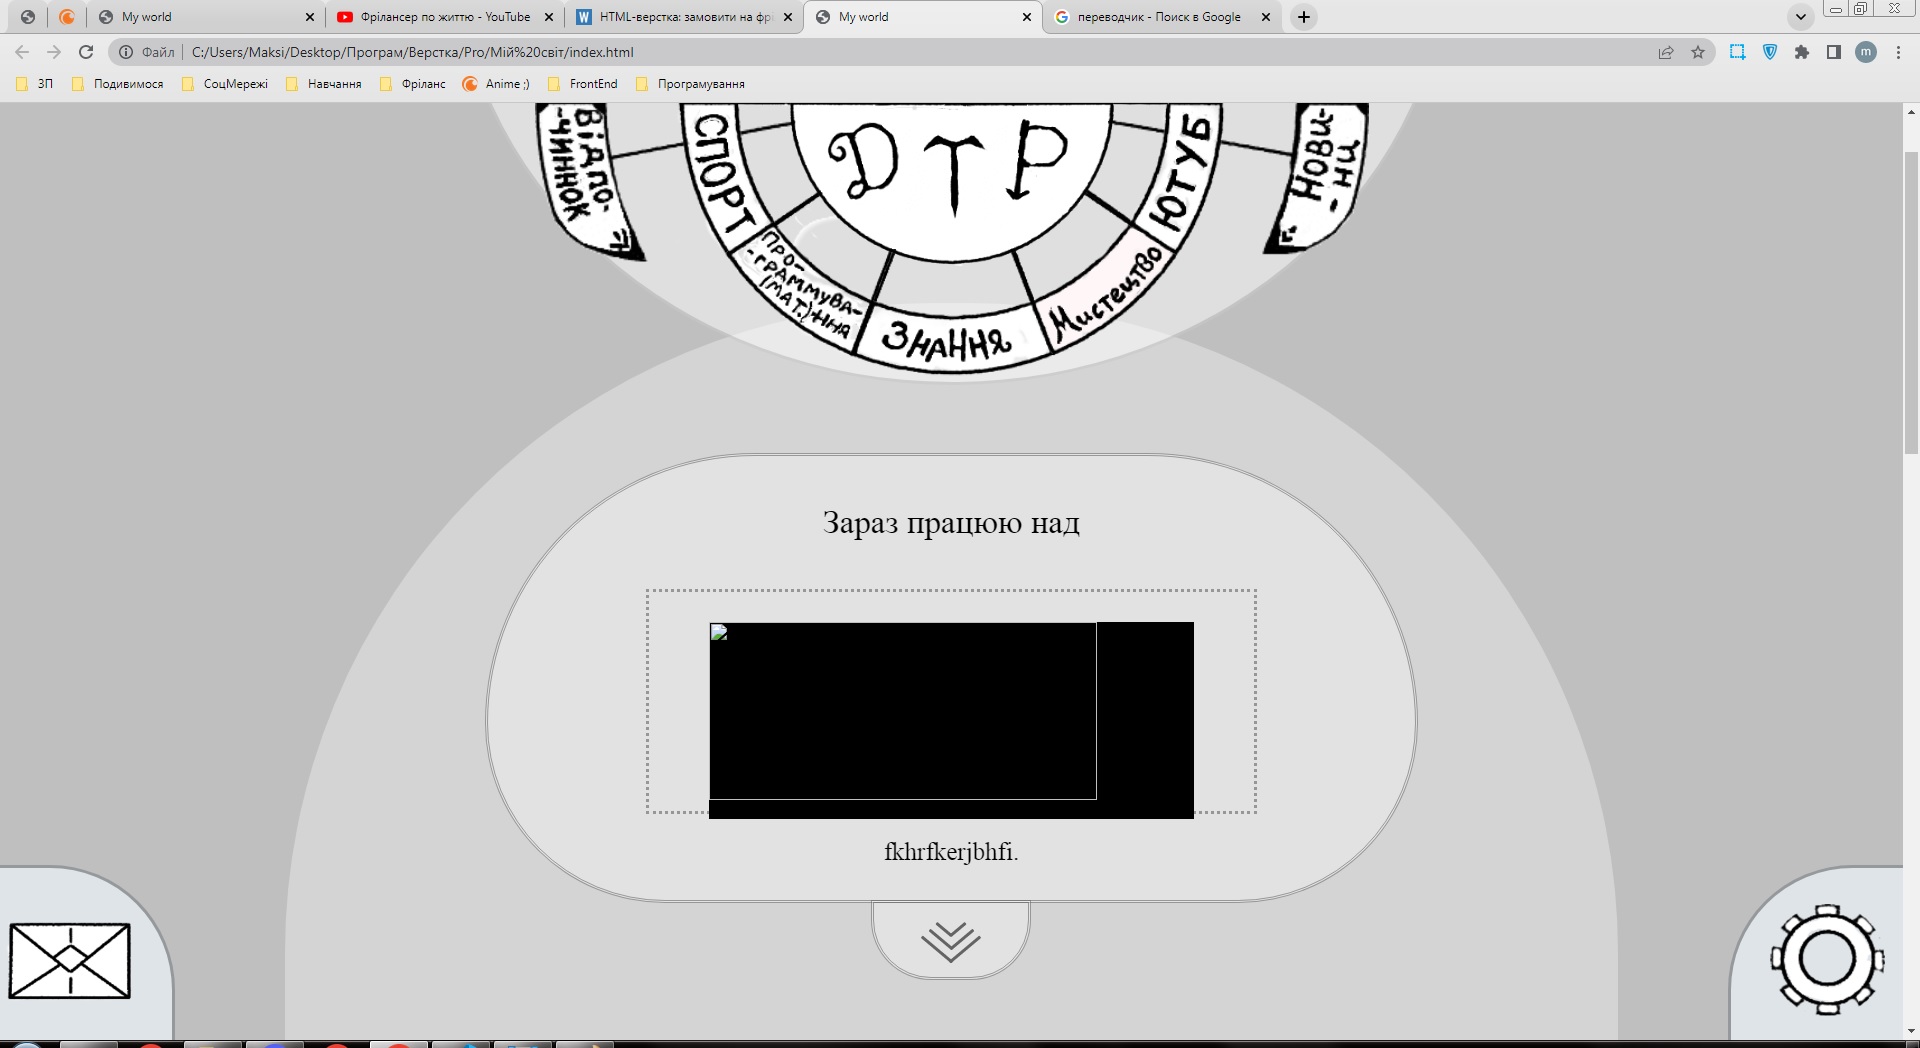 My world
Фрілансер по життю - YouTube
HTML-верстка: замовити на фрі
My world
переводчик - Поиск в Google
Файл
C:/Users/Maksi/Desktop/Програм/Верстка/Pro/Мій%20світ/index.html
m
ЗП
Подивимося
СоцМережі
Навчання
Фріланс
Anime ;)
FrontEnd
Програмування
Відпо-
-чиннок
СПОРТ
ДТР
ЮТУБ
Нови-
-ни
ПРО-
-ГРАММУВА-
(МАТ.)-ННЯ
ЗНАННЯ
Мистецтво
Зараз працюю над
fkhrfkerjbhfi.